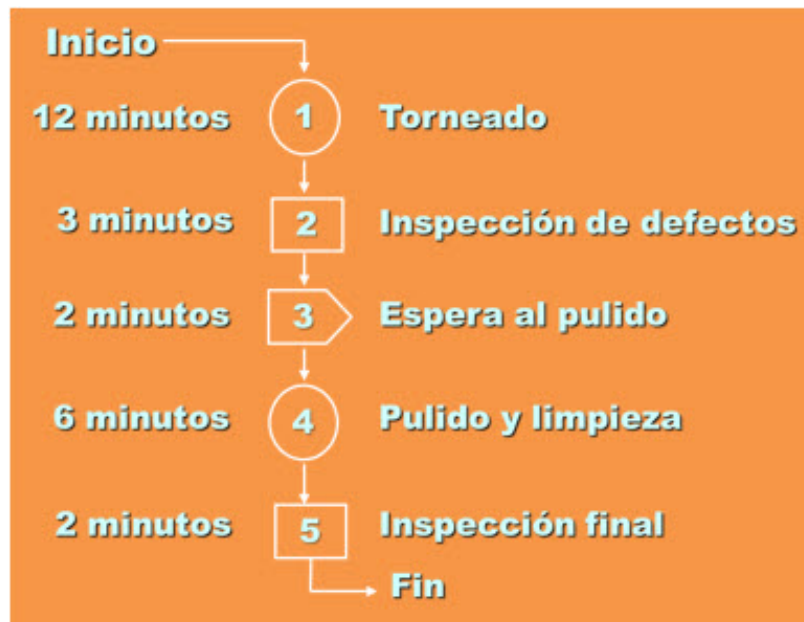 Inicio
12 minutos 1 Torneado
3 minutos 2 Inspección de defectos
2 minutos 3 Espera al pulido
6 minutos 4 Pulido y limpieza
2 minutos 5 Inspección final
Fin